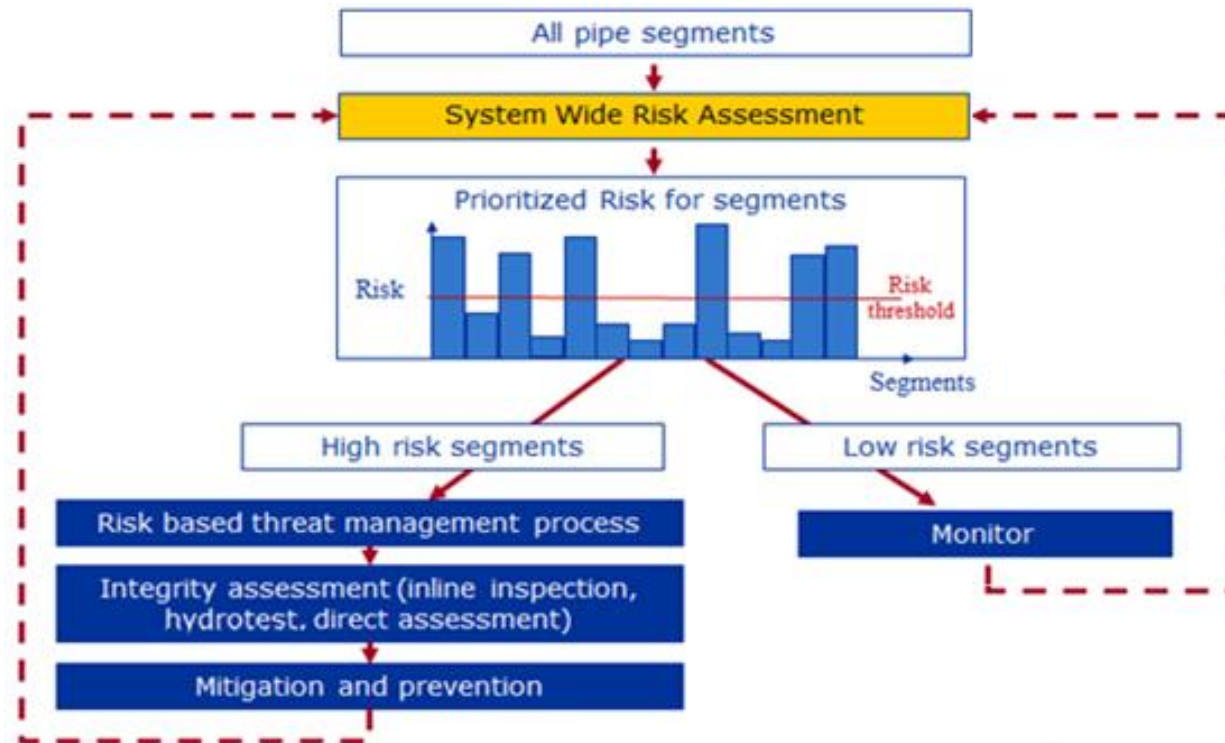 All pipe segments
System Wide Risk Assessment
Prioritized Risk for segments
Risk
Risk
threshold
Segments
High risk segments
Low risk segments
Risk based threat management process
Monitor
Integrity assessment (inline inspection,
hydrotest, direct assessment)
Mitigation and prevention